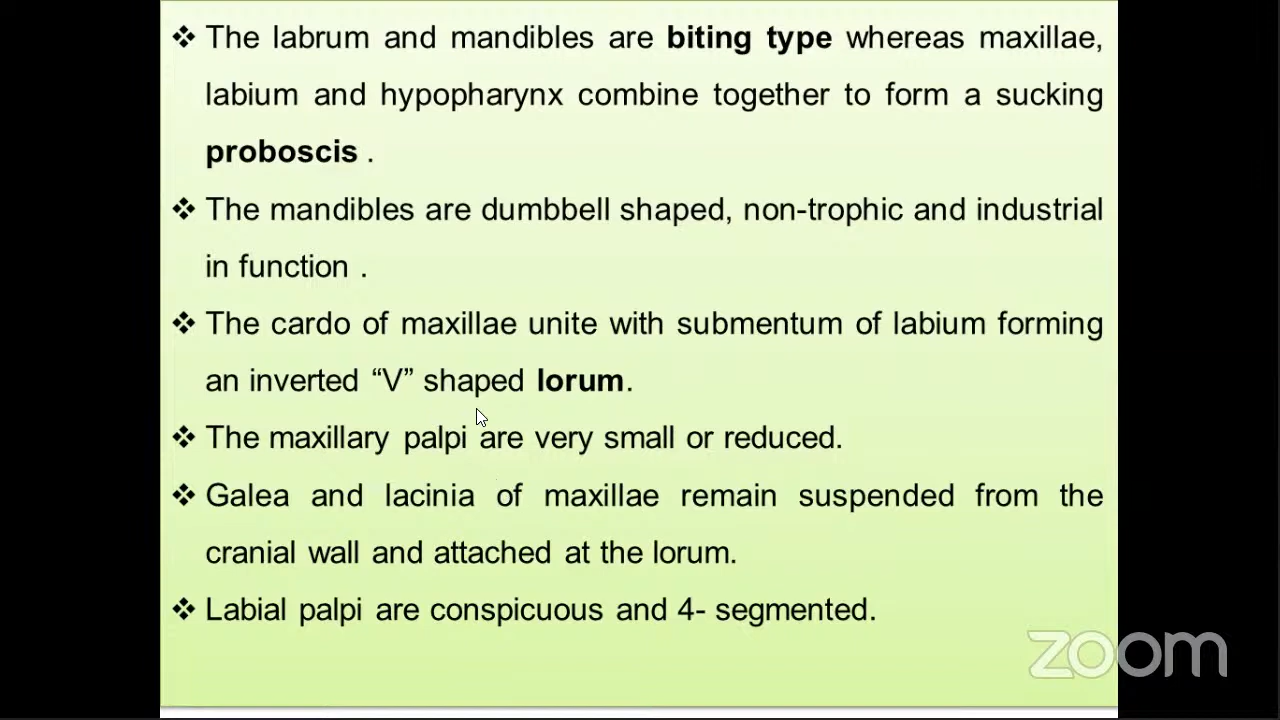 ❖ The labrum and mandibles are biting type whereas maxillae,
labium and hypopharynx combine together to form a sucking
proboscis .
❖ The mandibles are dumbbell shaped, non-trophic and industrial
in function .
❖ The cardo of maxillae unite with submentum of labium forming
an inverted “V” shaped lorum.
❖ The maxillary palpi are very small or reduced.
❖ Galea and lacinia of maxillae remain suspended from the
cranial wall and attached at the lorum.
❖ Labial palpi are conspicuous and 4- segmented.
zoom